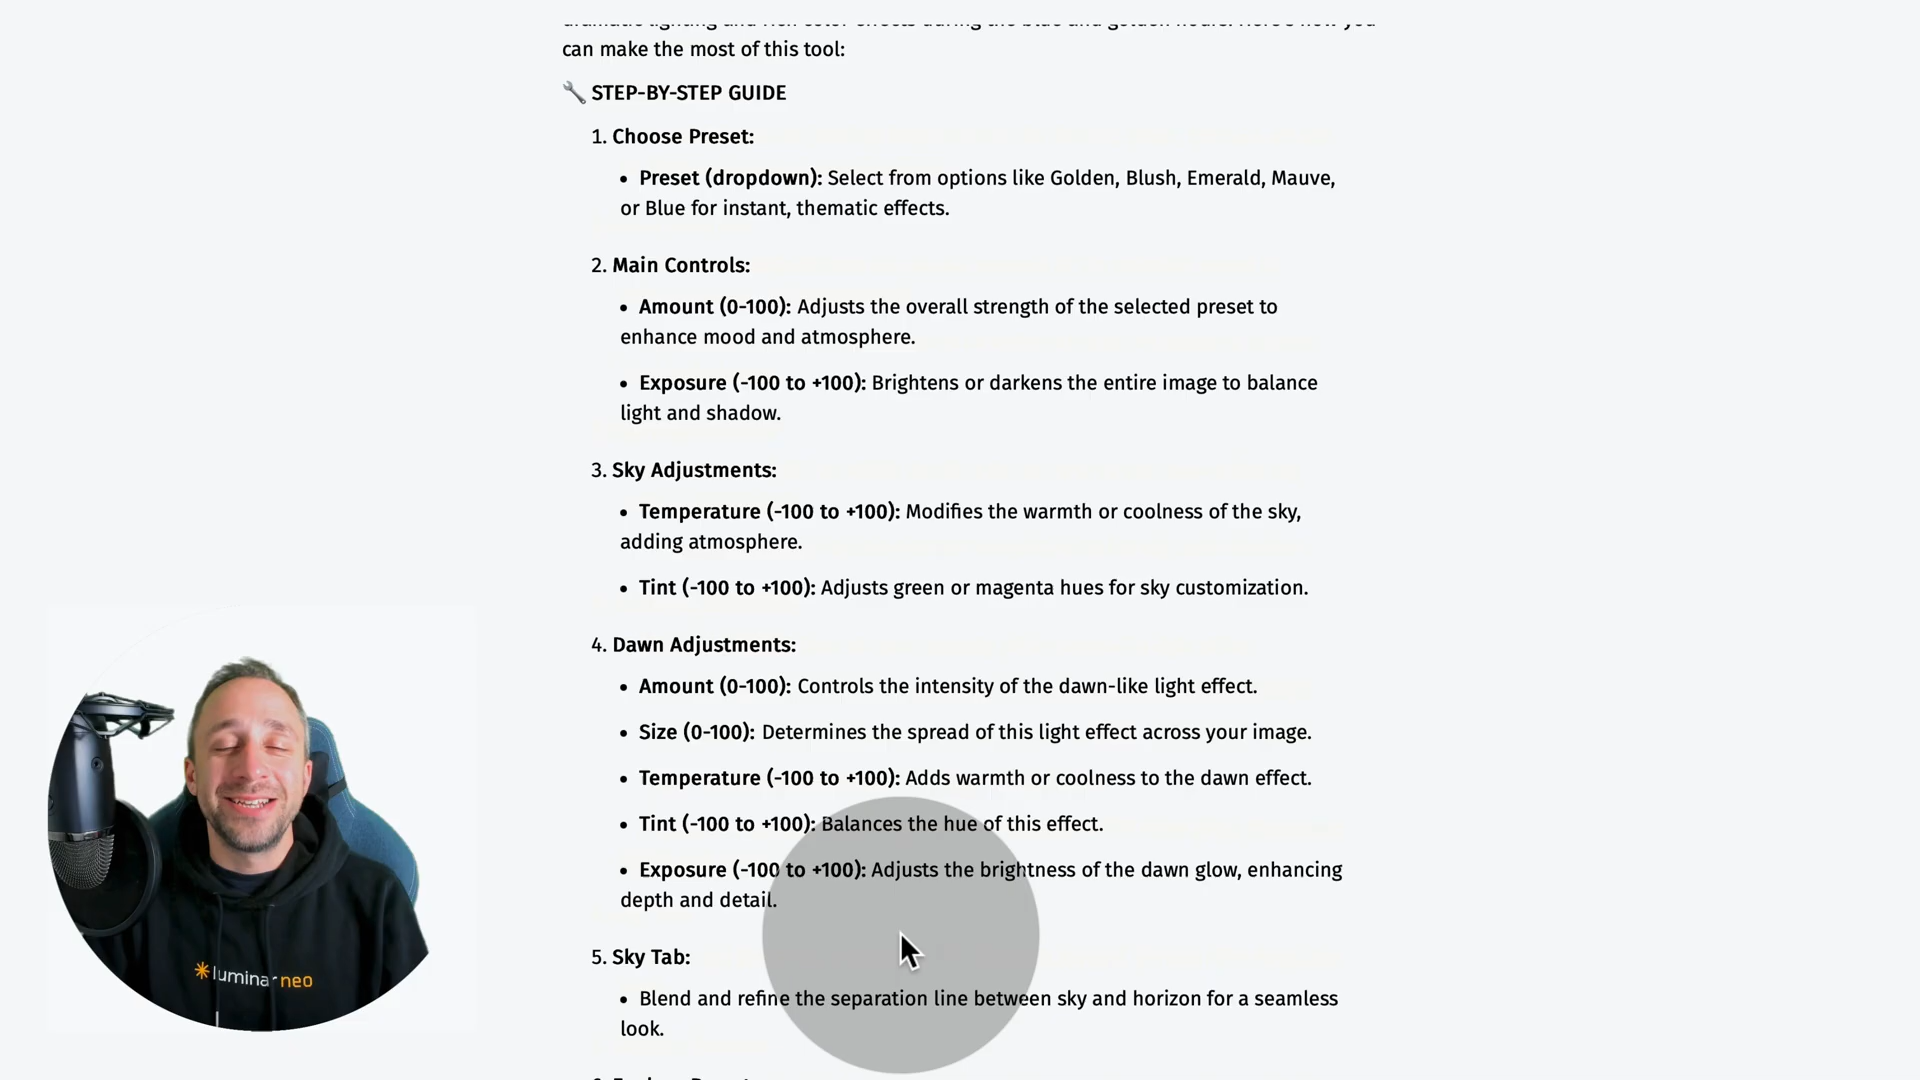 can make the most of this tool:
🔧 STEP-BY-STEP GUIDE
1. Choose Preset:
• Preset (dropdown): Select from options like Golden, Blush, Emerald, Mauve,
or Blue for instant, thematic effects.
2. Main Controls:
• Amount (0-100): Adjusts the overall strength of the selected preset to
enhance mood and atmosphere.
• Exposure (-100 to +100): Brightens or darkens the entire image to balance
light and shadow.
3. Sky Adjustments:
• Temperature (-100 to +100): Modifies the warmth or coolness of the sky,
adding atmosphere.
• Tint (-100 to +100): Adjusts green or magenta hues for sky customization.
4. Dawn Adjustments:
• Amount (0-100): Controls the intensity of the dawn-like light effect.
• Size (0-100): Determines the spread of this light effect across your image.
• Temperature (-100 to +100): Adds warmth or coolness to the dawn effect.
• Tint (-100 to +100): Balances the hue of this effect.
• Exposure (-100 to +100): Adjusts the brightness of the dawn glow, enhancing
depth and detail.
5. Sky Tab:
• Blend and refine the separation line between sky and horizon for a seamless
look.
luminar neo